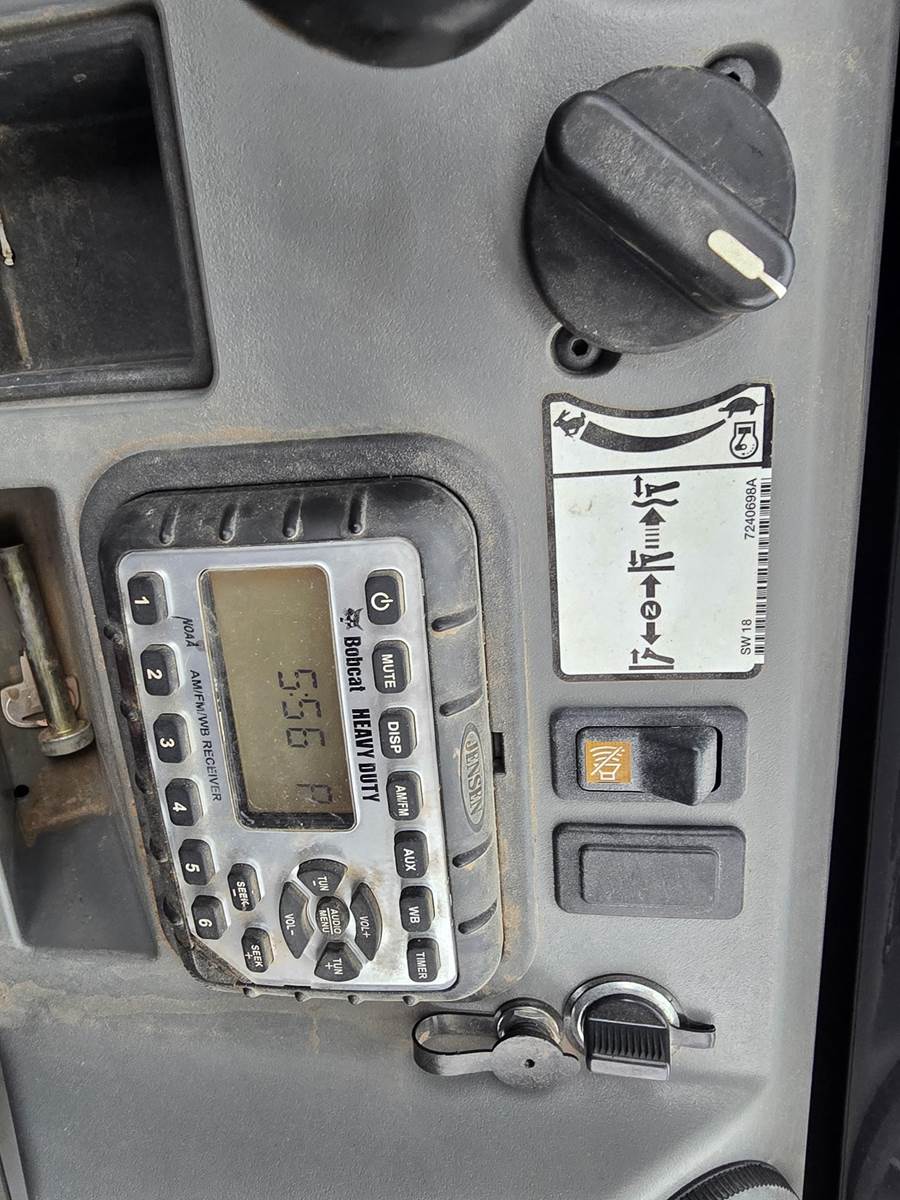 Bobcat HEAVY DUTY
5:56 P
NOAA AM/FM/WB RECEIVER
MUTE
DISP
AM/FM
AUX
WB
TIMER
JENSEN
1
2
3
4
5
6
SEEK -
SEEK +
TUN -
VOL -
AUDIO MENU
VOL +
TUN +
N
SW 18
7240698A